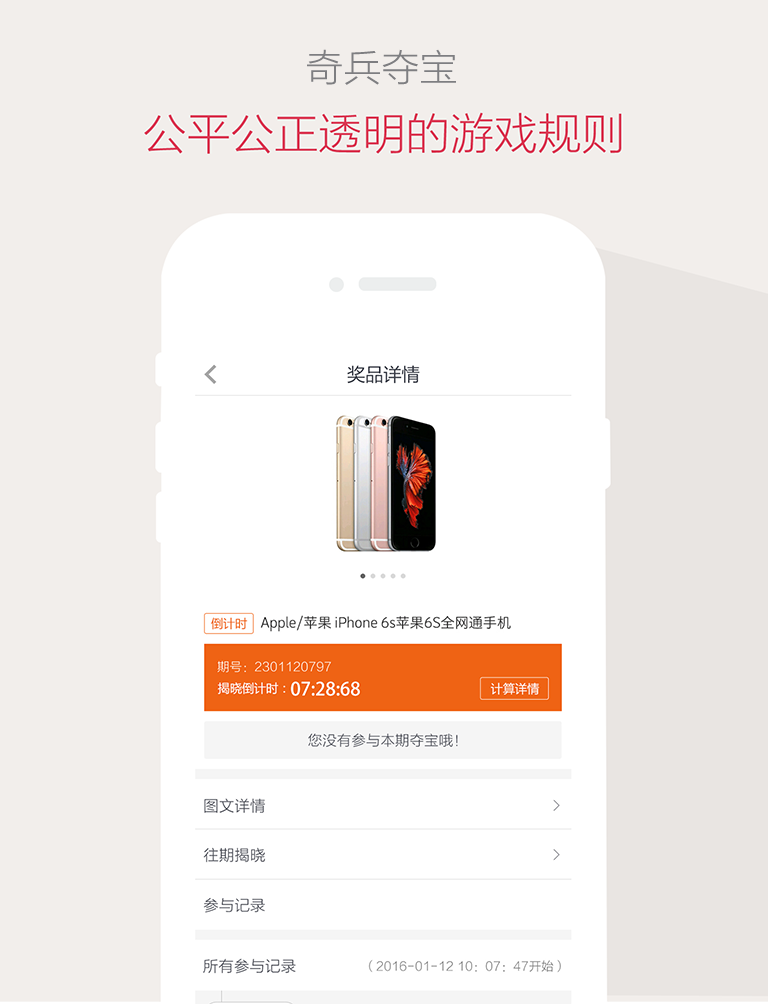 奇兵夺宝
公平公正透明的游戏规则
奖品详情
倒计时 Apple/苹果 iPhone 6s苹果6S全网通手机
期号：2301120797
揭晓倒计时：07:28:68 计算详情
您没有参与本期夺宝哦！
图文详情
往期揭晓
参与记录
所有参与记录 （2016-01-12 10：07：47开始）